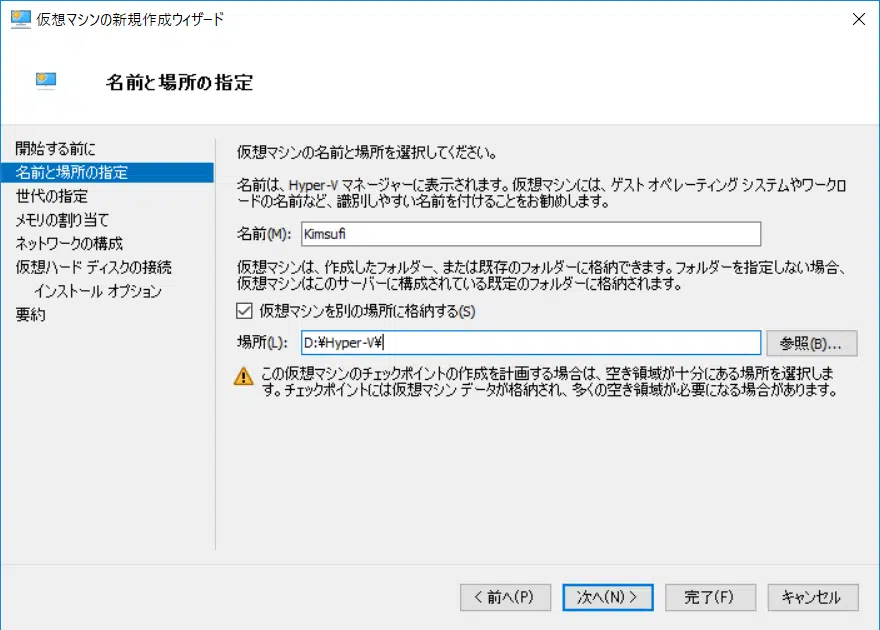 仮想マシンの新規作成ウィザード
名前と場所の指定
開始する前に
名前と場所の指定
世代の指定
メモリの割り当て
ネットワークの構成
仮想ハード ディスクの接続
インストール オプション
要約
仮想マシンの名前と場所を選択してください。
名前は、Hyper-V マネージャーに表示されます。仮想マシンには、ゲスト オペレーティング システムやワークロ
ードの名前など、識別しやすい名前を付けることをお勧めします。
名前(M): Kimsufi
仮想マシンは、作成したフォルダー、または既存のフォルダーに格納できます。フォルダーを指定しない場合、
仮想マシンはこのサーバーに構成されている既定のフォルダーに格納されます。
仮想マシンを別の場所に格納する(S)
場所(L): D:¥Hyper-V¥ 参照(B)...
この仮想マシンのチェックポイントの作成を計画する場合は、空き領域が十分にある場所を選択しま
す。チェックポイントには仮想マシン データが格納され、多くの空き領域が必要になる場合があります。
< 前へ(P) 次へ(N) > 完了(F) キャンセル